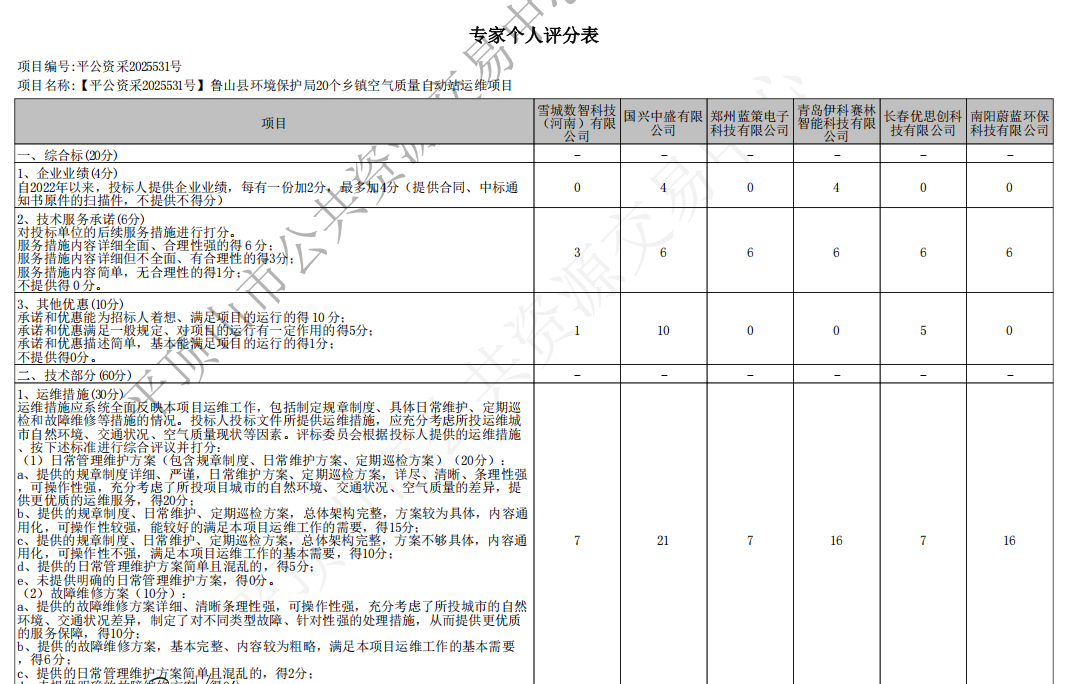 专家个人评分表
项目编号:平公资采2025531号
项目名称:【平公资采2025531号】鲁山县环境保护局20个乡镇空气质量自动站运维项目
项目 雪城数智科技（河南）有限公司 国兴中盛有限公司 郑州蓝策电子科技有限公司 青岛伊科赛林智能科技有限公司 长春优思创科技有限公司 南阳蔚蓝环保科技有限公司
一、综合标(20分) – – – – – –
1、企业业绩(4分)
自2022年以来，投标人提供企业业绩，每有一份加2分，最多加4分（提供合同、中标通
知书原件的扫描件，不提供不得分）
0 4 0 4 0 0
2、技术服务承诺(6分)
对投标单位的后续服务措施进行打分。
服务措施内容详细全面、合理性强的得 6 分；
服务措施内容详细但不全面、有合理性的得3分；
服务措施内容简单，无合理性的得1分；
不提供得 0 分。
3 6 6 6 6 6
3、其他优惠(10分)
承诺和优惠能为招标人着想、满足项目的运行的得 10 分；
承诺和优惠满足一般规定、对项目的运行有一定作用的得5分；
承诺和优惠描述简单，基本能满足项目的运行的得1分；
不提供得0分。
1 10 0 0 5 0
二、技术部分(60分) – – – – – –
1、运维措施(30分)
运维措施应系统全面反映本项目运维工作，包括制定规章制度、具体日常维护、定期巡
检和故障维修等措施的情况。投标人投标文件所提供运维措施，应充分考虑所投运维城
市自然环境、交通状况、空气质量现状等因素。评标委员会根据投标人提供的运维措施
、按下述标准进行综合评议并打分：
（1）日常管理维护方案（包含规章制度、日常维护方案、定期巡检方案）（20分）：
a、提供的规章制度详细、严谨，日常维护方案、定期巡检方案，详尽、清晰、条理性强
，可操作性强，充分考虑了所投项目城市的自然环境、交通状况、空气质量的差异，提
供更优质的运维服务，得20分；
b、提供的规章制度、日常维护、定期巡检方案，总体架构完整，方案较为具体，内容通
用化，可操作性较强，能较好的满足本项目运维工作的需要，得15分；
c、提供的规章制度、日常维护、定期巡检方案，总体架构完整，方案不够具体，内容通
用化，可操作性不强，满足本项目运维工作的基本需要，得10分；
d、提供的日常管理维护方案简单且混乱的，得5分；
e、未提供明确的日常管理维护方案，得0分。
（2）故障维修方案（10分）：
a、提供的故障维修方案详细、清晰条理性强，可操作性强，充分考虑了所投城市的自然
环境、交通状况差异，制定了对不同类型故障、针对性强的处理措施，从而提供更优质
的服务保障，得10分；
b、提供的故障维修方案，基本完整、内容较为粗略，满足本项目运维工作的基本需要
，得6分；
c、提供的日常管理维护方案简单且混乱的，得2分；
7 21 7 16 7 16
平顶山市公共资源交易中心